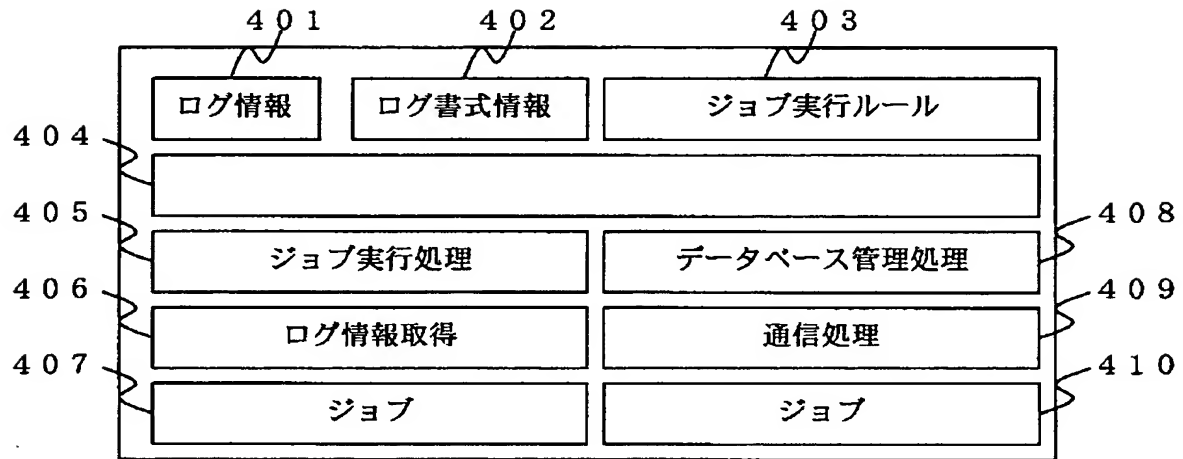 ４０１ ４０２ ４０３
ログ情報 ログ書式情報 ジョブ実行ルール
４０４
４０５ ４０８
ジョブ実行処理 データベース管理処理
４０６ ４０９
ログ情報取得 通信処理
４０７ ４１０
ジョブ ジョブ